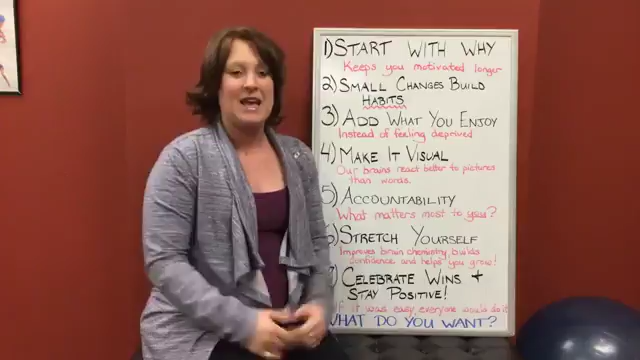 1) START WITH WHY
Keeps you motivated longer
2) SMALL CHANGES BUILD
HABITS
3) ADD WHAT YOU ENJOY
Instead of feeling deprived
4) MAKE IT VISUAL
Our brains react better to pictures
than words.
5) ACCOUNTABILITY
What matters most to you?
6) STRETCH YOURSELF
Improves brain chemistry, builds
confidence and helps you grow!
7) CELEBRATE WINS +
STAY POSITIVE!
If it was easy, everyone would do it
WHAT DO YOU WANT?